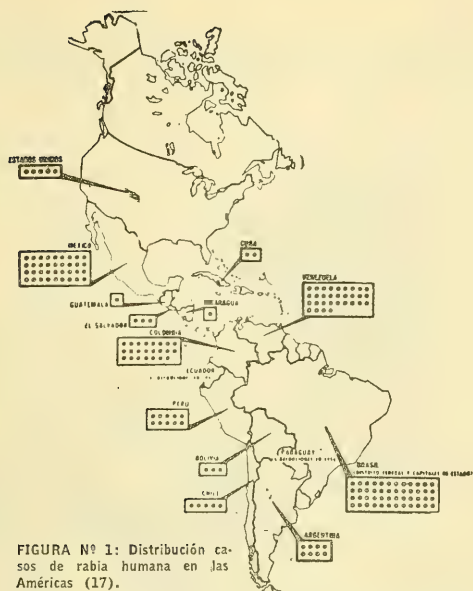 ESTADOS UNIDOS
MEXICO
CUBA
VENEZUELA
GUATEMALA
NICARAGUA
EL SALVADOR
COLOMBIA
ECUADOR
PERU
BOLIVIA
PARAGUAY
BRASIL
CHILE
ARGENTINA
FIGURA Nº 1: Distribución ca-
sos de rabia humana en las
Américas (17).